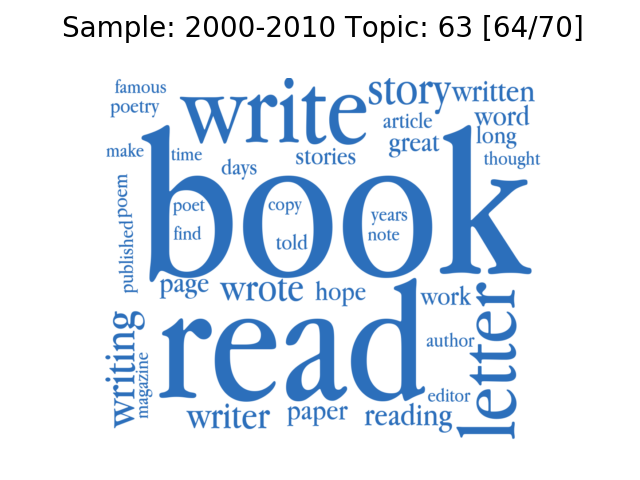 Sample: 2000-2010 Topic: 63 [64/70]
famous
poetry
write
story
written
article
word
great
long
make
time
days
stories
thought
book
poem
published
poet
find
copy
told
years
note
page
wrote
hope
work
writing
magazine
read
letter
author
editor
writer
paper
reading